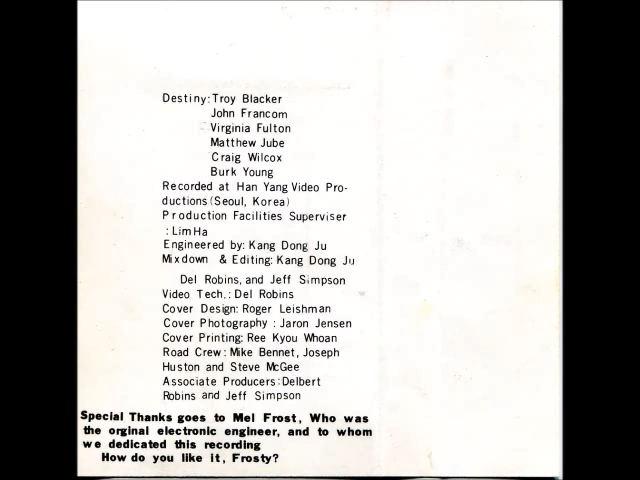 Destiny:Troy Blacker
John Francom
Virginia Fulton
Matthew Jube
Craig Wilcox
Burk Young
Recorded at Han Yang Video Pro-
ductions(Seoul, Korea)
Production Facilities Superviser
:Lim Ha
Engineered by: Kang Dong Ju
Mixdown & Editing: Kang Dong Ju
Del Robins, and Jeff Simpson
Video Tech.: Del Robins
Cover Design: Roger Leishman
Cover Photography : Jaron Jensen
Cover Printing: Ree Kyou Whoan
Road Crew: Mike Bennet, Joseph
Huston and Steve McGee
Associate Producers:Delbert
Robins and Jeff Simpson
Special Thanks goes to Mel Frost, Who was
the orginal electronic engineer, and to whom
we dedicated this recording
How do you like it, Frosty?